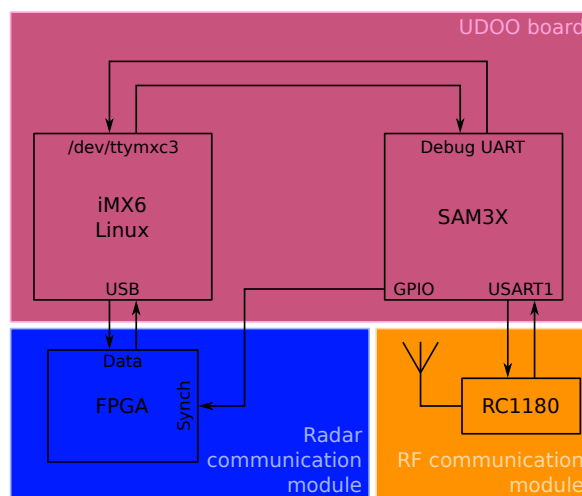 UDOO board
/dev/ttymxc3
Debug UART
iMX6
Linux
SAM3X
USB
GPIO
USART1
Data
FPGA
Synch
RC1180
Radar
communication
module
RF communication
module